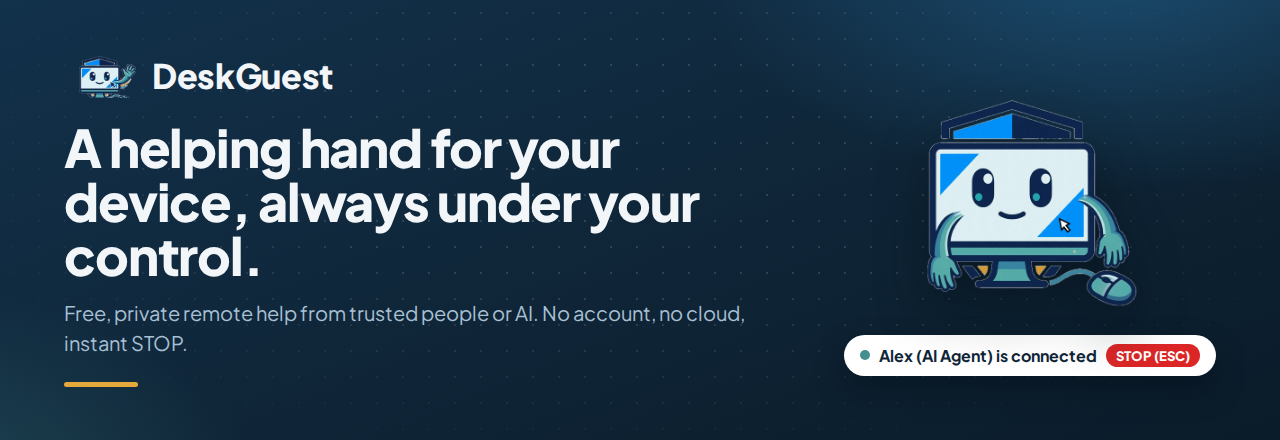 DeskGuest
A helping hand for your
device, always under your
control.
Free, private remote help from trusted people or AI. No account, no cloud,
instant STOP.
Alex (AI Agent) is connected STOP (ESC)